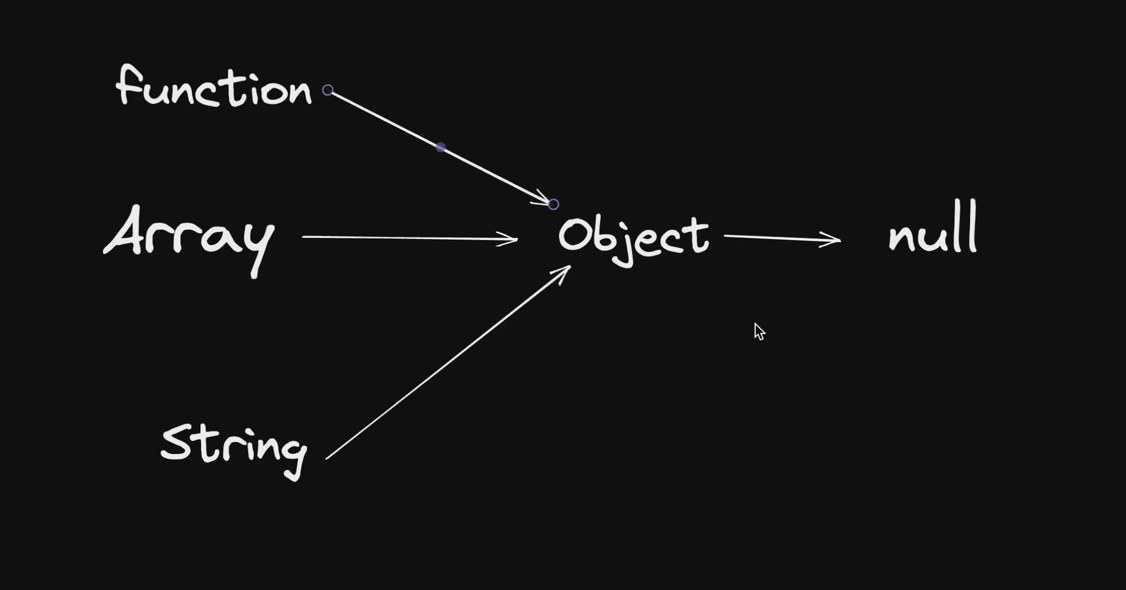 function
Array
Object
null
String